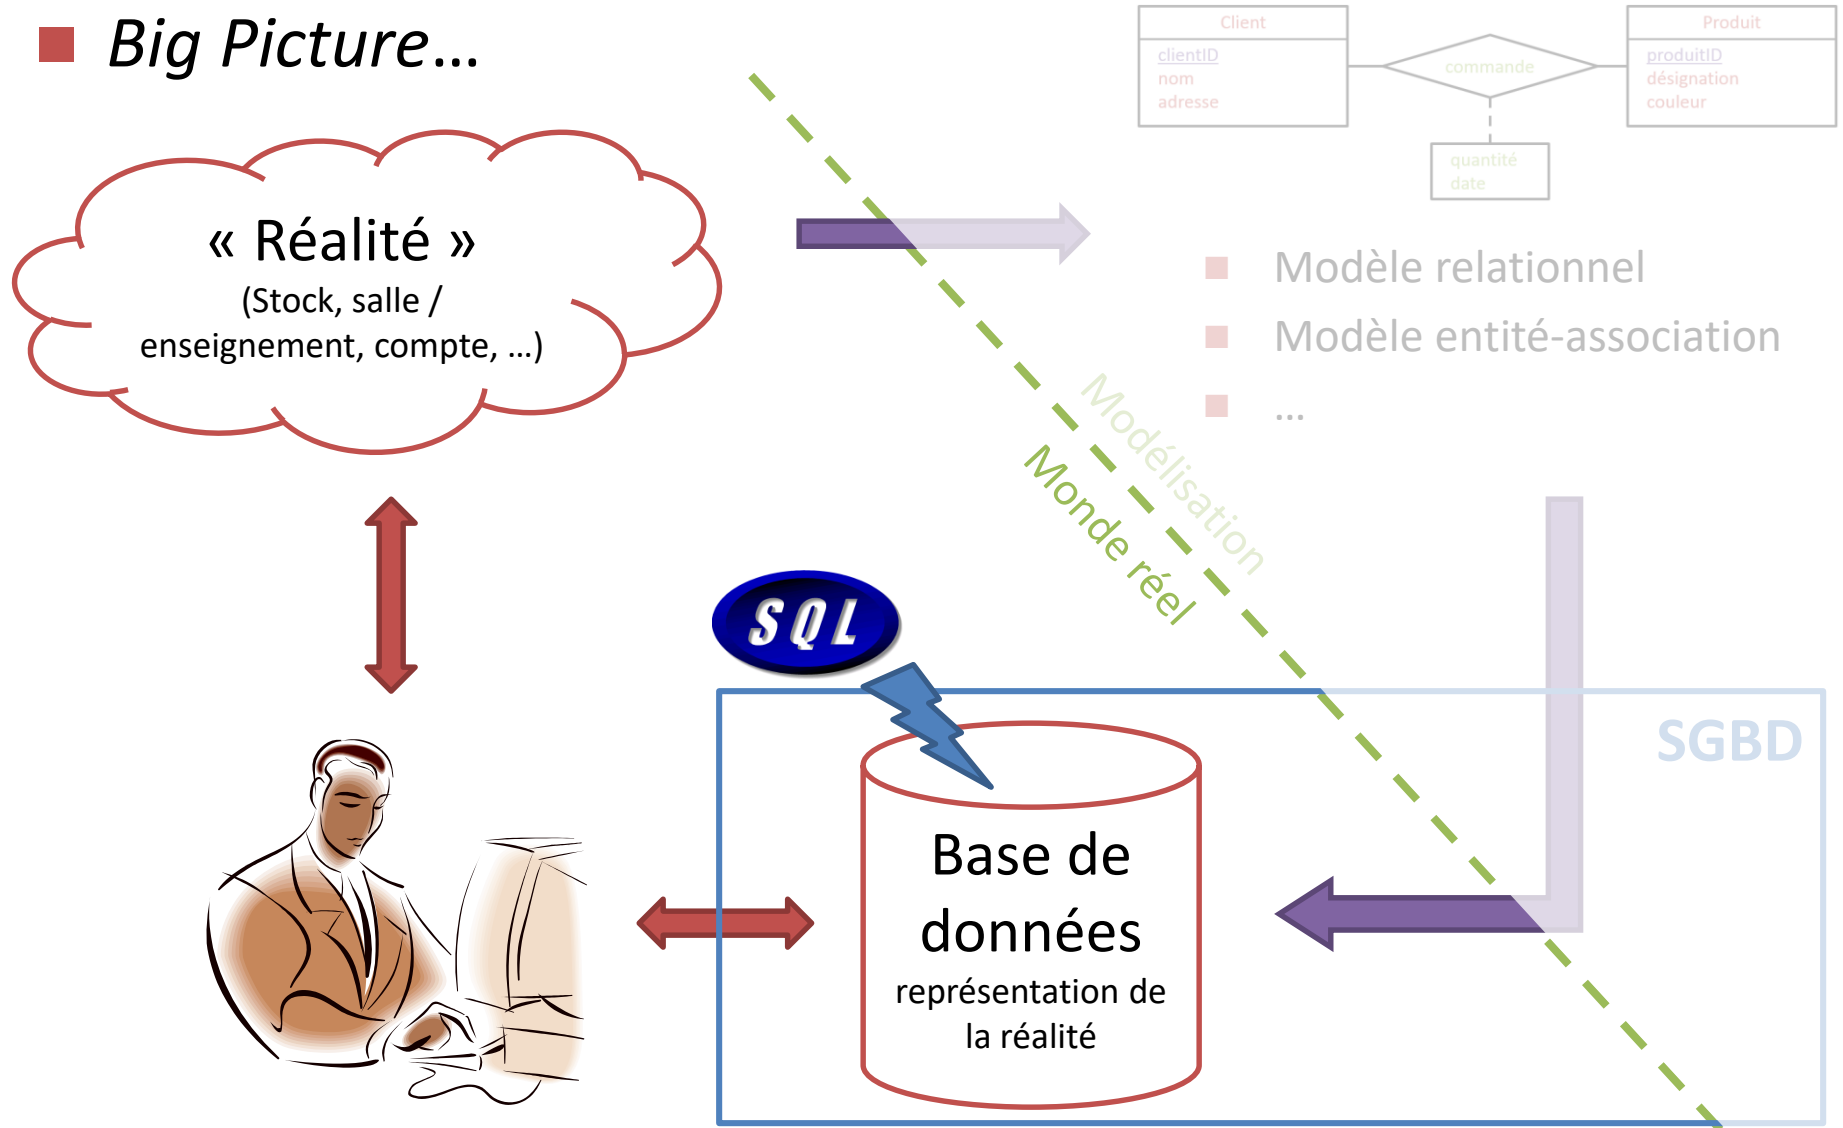 Big Picture…
« Réalité »
(Stock, salle /
enseignement, compte, …)
Client
clientID
nom
adresse
commande
quantité
date
Produit
produitID
désignation
couleur
Modèle relationnel
Modèle entité-association
…
Modélisation
Monde réel
SQL
SGBD
Base de
données
représentation de
la réalité